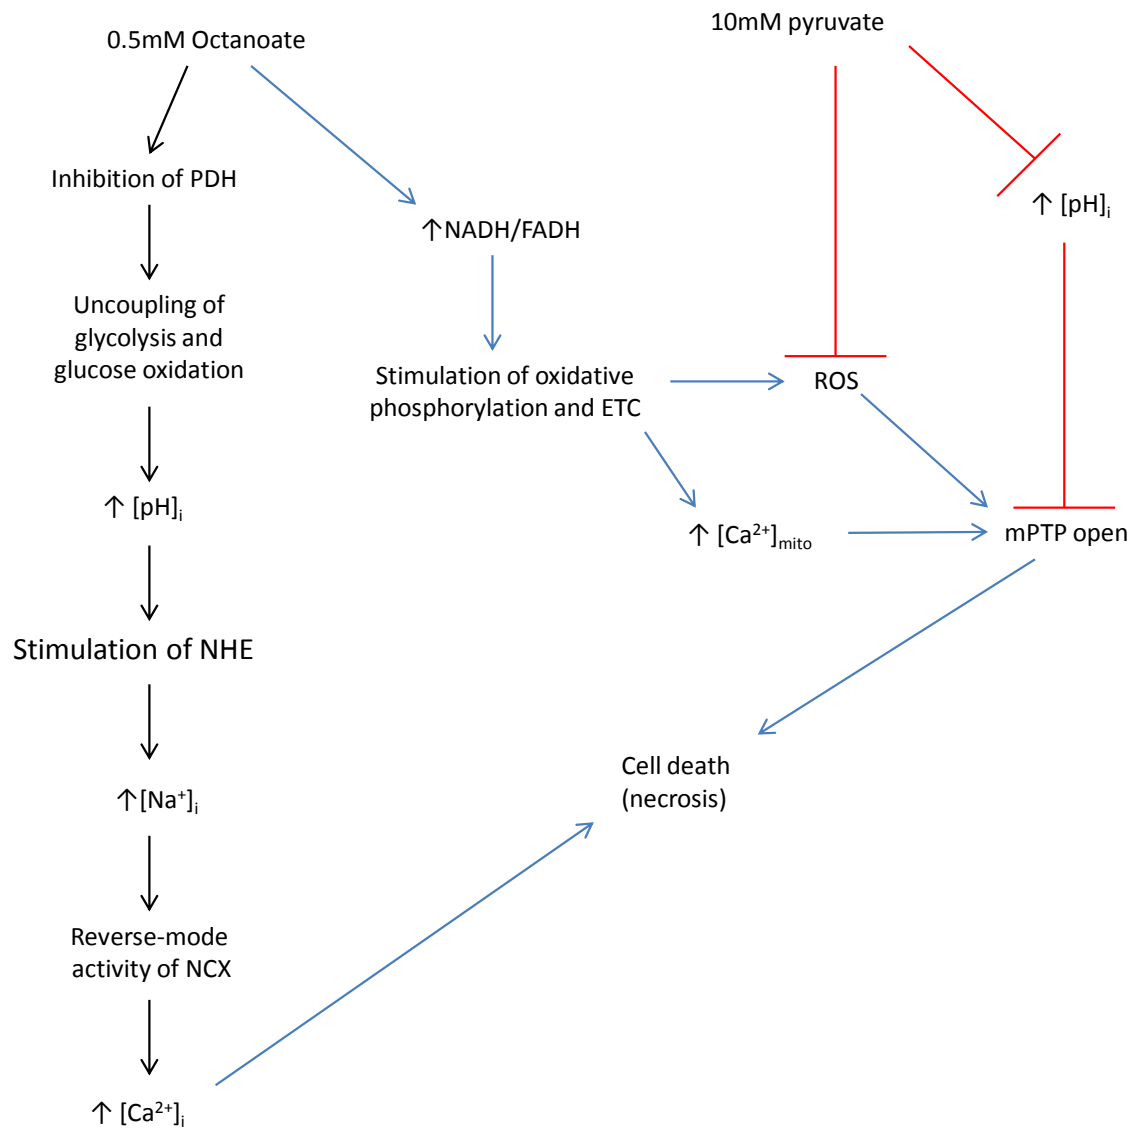 0.5mM Octanoate
10mM pyruvate
Inhibition of PDH
↑NADH/FADH
↑ [pH]i
Uncoupling of
glycolysis and
glucose oxidation
Stimulation of oxidative
phosphorylation and ETC
ROS
↑ [pH]i
↑ [Ca²⁺]mito
mPTP open
Stimulation of NHE
Cell death
(necrosis)
↑[Na⁺]i
Reverse-mode
activity of NCX
↑ [Ca²⁺]i